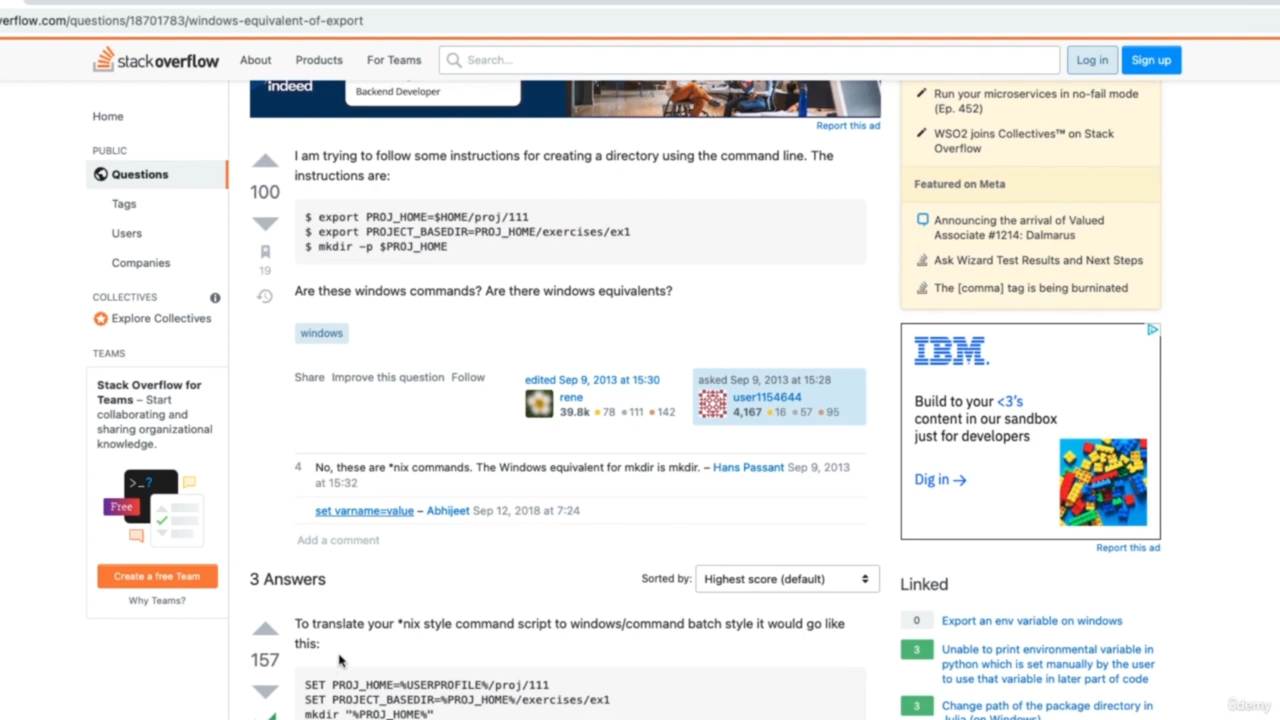 erflow.com/questions/18701783/windows-equivalent-of-export
stackoverflow
About
Products
For Teams
Search...
Log in
Sign up
Home
PUBLIC
Questions
Tags
Users
Companies
COLLECTIVES
Explore Collectives
TEAMS
Stack Overflow for
Teams – Start
collaborating and
sharing organizational
knowledge.
>_?
Free
Create a free Team
Why Teams?
indeed
Backend Developer
Report this ad
100
19
I am trying to follow some instructions for creating a directory using the command line. The
instructions are:
$ export PROJ_HOME=$HOME/proj/111
$ export PROJECT_BASEDIR=PROJ_HOME/exercises/ex1
$ mkdir -p $PROJ_HOME
Are these windows commands? Are there windows equivalents?
windows
Share Improve this question Follow
edited Sep 9, 2013 at 15:30
rene
39.8k 78 111 142
asked Sep 9, 2013 at 15:28
user1154644
4,167 16 57 95
4 No, these are *nix commands. The Windows equivalent for mkdir is mkdir. – Hans Passant Sep 9, 2013
at 15:32
set varname=value – Abhijeet Sep 12, 2018 at 7:24
Add a comment
3 Answers
Sorted by:
Highest score (default)
157
To translate your *nix style command script to windows/command batch style it would go like
this:
SET PROJ_HOME=%USERPROFILE%/proj/111
SET PROJECT_BASEDIR=%PROJ_HOME%/exercises/ex1
mkdir "%PROJ_HOME%"
Run your microservices in no-fail mode
(Ep. 452)
WSO2 joins Collectives™ on Stack
Overflow
Featured on Meta
Announcing the arrival of Valued
Associate #1214: Dalmarus
Ask Wizard Test Results and Next Steps
The [comma] tag is being burninated
IBM.
Build to your <3's
content in our sandbox
just for developers
Dig in →
Report this ad
Linked
0 Export an env variable on windows
3 Unable to print environmental variable in
python which is set manually by the user
to use that variable in later part of code
3 Change path of the package directory in
Julia (on Windows)
ûdemy